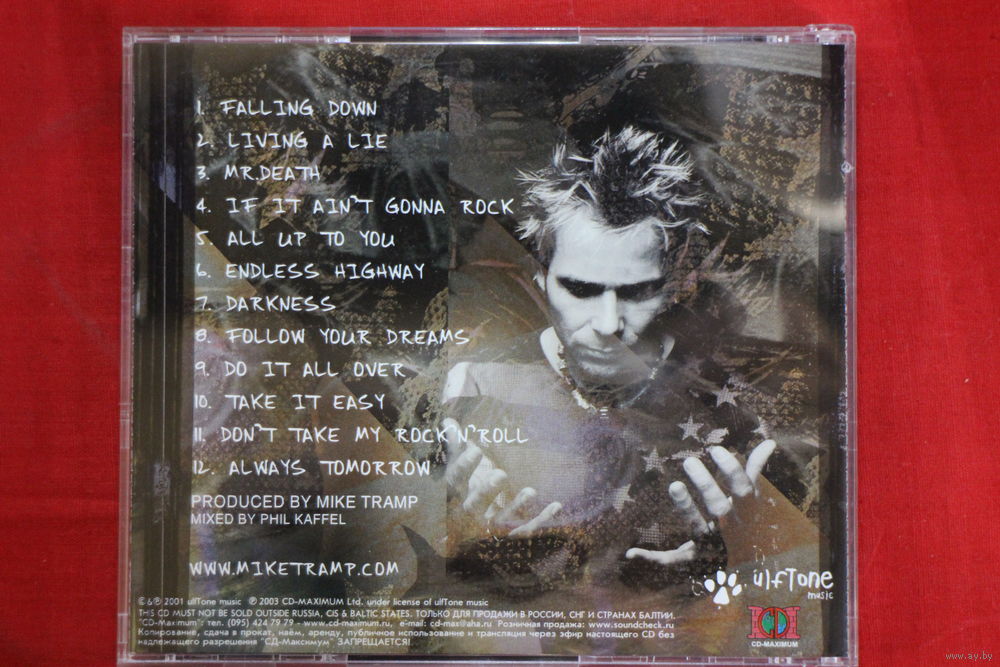 1. FALLING DOWN
2. LIVING A LIE
3. MR.DEATH
4. IF IT AIN'T GONNA ROCK
5. ALL UP TO YOU
6. ENDLESS HIGHWAY
7. DARKNESS
8. FOLLOW YOUR DREAMS
9. DO IT ALL OVER
10. TAKE IT EASY
11. DON'T TAKE MY ROCK'N'ROLL
12. ALWAYS TOMORROW
PRODUCED BY MIKE TRAMP
MIXED BY PHIL KAFFEL
WWW.MIKETRAMP.COM
ulfTone
music
©&℗ 2001 ulfTone music ℗ 2003 CD-MAXIMUM Ltd. under license of ulfTone music
THIS CD MUST NOT BE SOLD OUTSIDE RUSSIA, CIS & BALTIC STATES. ТОЛЬКО ДЛЯ ПРОДАЖИ В РОССИИ, СНГ И СТРАНАХ БАЛТИИ.
"CD-Maximum": тел. (095) 424 79 79 - www.cd-maximum.ru, e-mail: cd-max@aha.ru Розничная продажа: www.soundcheck.ru
Копирование, сдача в прокат, наём, аренду, публичное использование и трансляция через эфир настоящего CD без
надлежащего разрешения "СД-Максимум" ЗАПРЕЩАЕТСЯ!
CD-MAXIMUM
www.ay.by